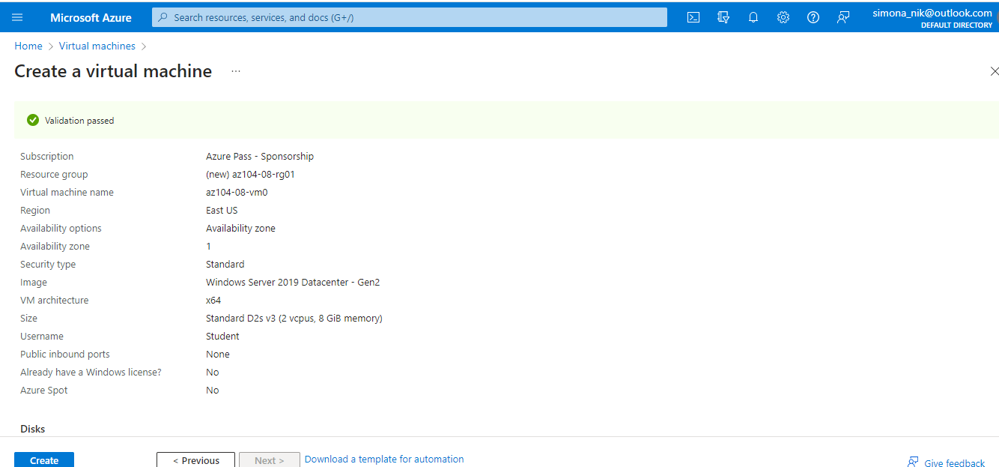 Microsoft Azure
Search resources, services, and docs (G+/)
simona_nik@outlook.com
DEFAULT DIRECTORY
Home > Virtual machines >
Create a virtual machine ...
Validation passed
Subscription Azure Pass - Sponsorship
Resource group (new) az104-08-rg01
Virtual machine name az104-08-vm0
Region East US
Availability options Availability zone
Availability zone 1
Security type Standard
Image Windows Server 2019 Datacenter - Gen2
VM architecture x64
Size Standard D2s v3 (2 vcpus, 8 GiB memory)
Username Student
Public inbound ports None
Already have a Windows license? No
Azure Spot No
Disks
Create < Previous Next > Download a template for automation Give feedback